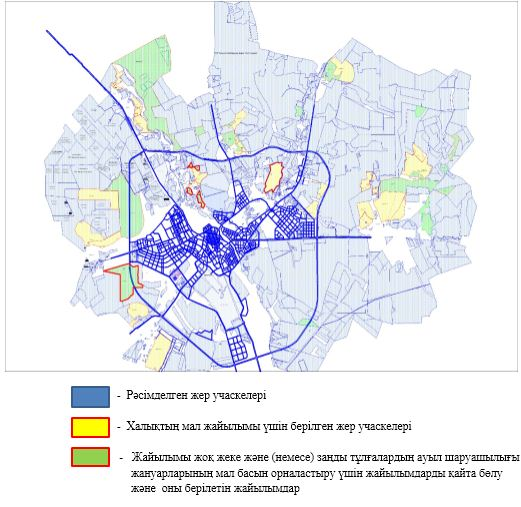 - Рәсімделген жер учаскелері
- Халықтың мал жайылымы үшін берілген жер учаскелері
- Жайылымы жоқ жеке және (немесе) заңды тұлғалардың ауыл шаруашылығы
жануарларының мал басын орналастыру үшін жайылымдарды қайта бөлу
және оны берілетін жайылымдар